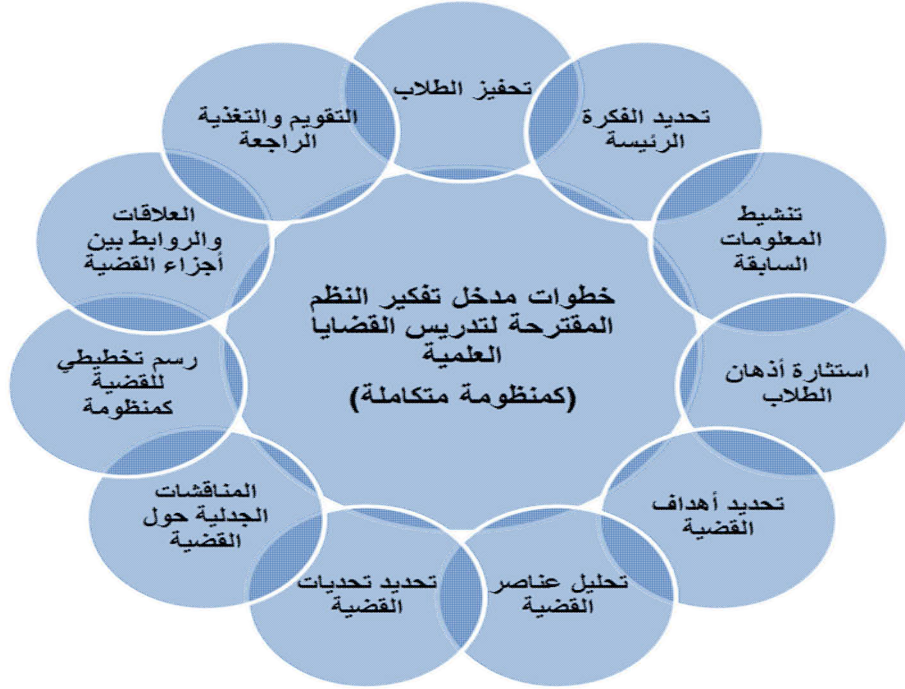 خطوات مدخل تفكير النظم
المقترحة لتدريس القضايا
العلمية
(كمنظومة متكاملة)
تحفيز الطلاب
تحديد الفكرة
الرئيسة
تنشيط
المعلومات
السابقة
استثارة أذهان
الطلاب
تحديد أهداف
القضية
تحليل عناصر
القضية
تحديد تحديات
القضية
المناقشات
الجدلية حول
القضية
رسم تخطيطي
للقضية
كمنظومة
العلاقات
والروابط بين
أجزاء القضية
التقويم والتغذية
الراجعة